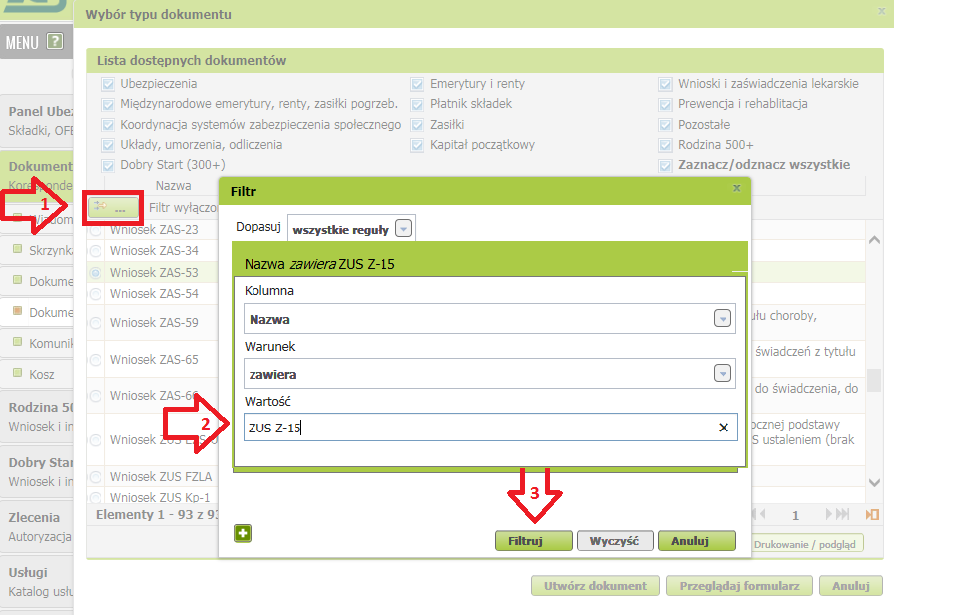 Wybór typu dokumentu
MENU ?
Lista dostępnych dokumentów
Ubezpieczenia
Emerytury i renty
Wnioski i zaświadczenia lekarskie
Międzynarodowe emerytury, renty, zasiłki pogrzeb.
Płatnik składek
Prewencja i rehabilitacja
Koordynacja systemów zabezpieczenia społecznego
Zasiłki
Pozostałe
Układy, umorzenia, odliczenia
Kapitał początkowy
Rodzina 500+
Dobry Start (300+)
Zaznacz/odznacz wszystkie
Panel Ube
Składki, OFE
Dokument
Koresponde
Wiadom
Skrzynka
Dokume
Dokume
Komunik
Kosz
Rodzina 50
Wniosek i in
Dobry Star
Wniosek i in
Zlecenia
Autoryzacja
Usługi
Katalog usłu
1
Nazwa
...
Filtr wyłączo
Wniosek ZAS-23
Wniosek ZAS-34
Wniosek ZAS-53
Wniosek ZAS-54
Wniosek ZAS-59
ułu choroby,
Wniosek ZAS-65
świadczeń z tytułu
Wniosek ZAS-66
do świadczenia, do
Wniosek ZUS
ocznej podstawy
S ustaleniem (brak
Wniosek ZUS FZLA
Wniosek ZUS Kp-1
Elementy 1 - 93 z 93
1
Drukowanie / podgląd
Filtr
x
Dopasuj
wszystkie reguły
Nazwa zawiera ZUS Z-15
Kolumna
Nazwa
Warunek
zawiera
Wartość
2
ZUS Z-15
×
3
Filtruj
Wyczyść
Anuluj
Utwórz dokument
Przeglądaj formularz
Anuluj